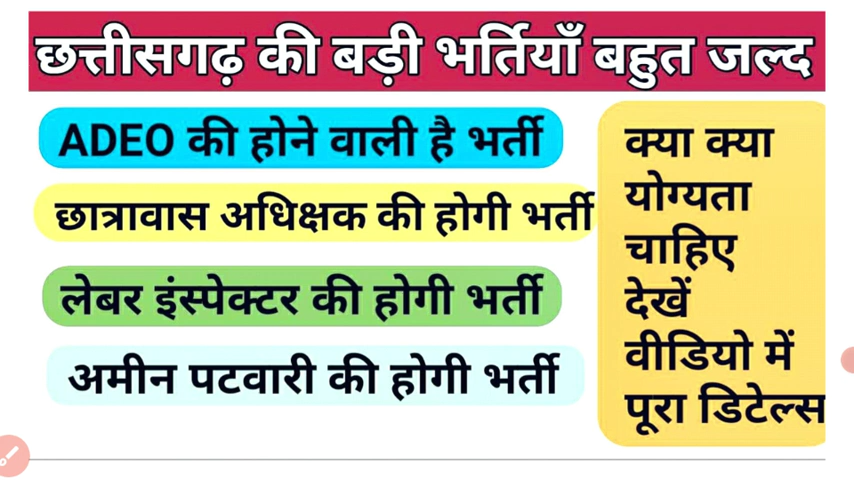 छत्तीसगढ़ की बड़ी भर्तियाँ बहुत जल्द
ADEO की होने वाली है भर्ती
छात्रावास अधिक्षक की होगी भर्ती
लेबर इंस्पेक्टर की होगी भर्ती
अमीन पटवारी की होगी भर्ती
क्या क्या
योग्यता
चाहिए
देखें
वीडियो में
पूरा डिटेल्स